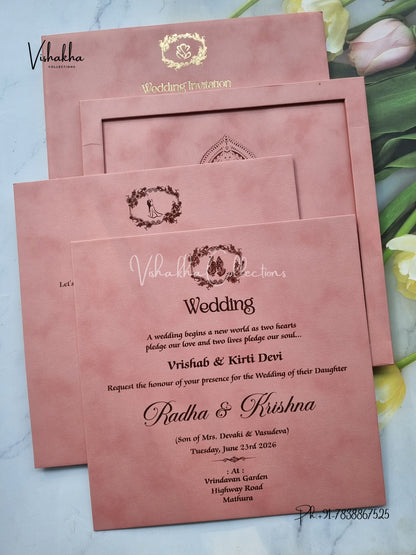 Vishakha
COLLECTIONS
Wedding Invitation
Let's
Vishakha Collections
Wedding
A wedding begins a new world as two hearts
pledge our love and two lives pledge our soul...
Vrishab & Kirti Devi
Request the honour of your presence for the Wedding of their Daughter
Radha & Krishna
(Son of Mrs. Devaki & Vasudeva)
Tuesday, June 23rd 2026
: At :
Vrindavan Garden
Highway Road
Mathura
Ph:+91-7838867525